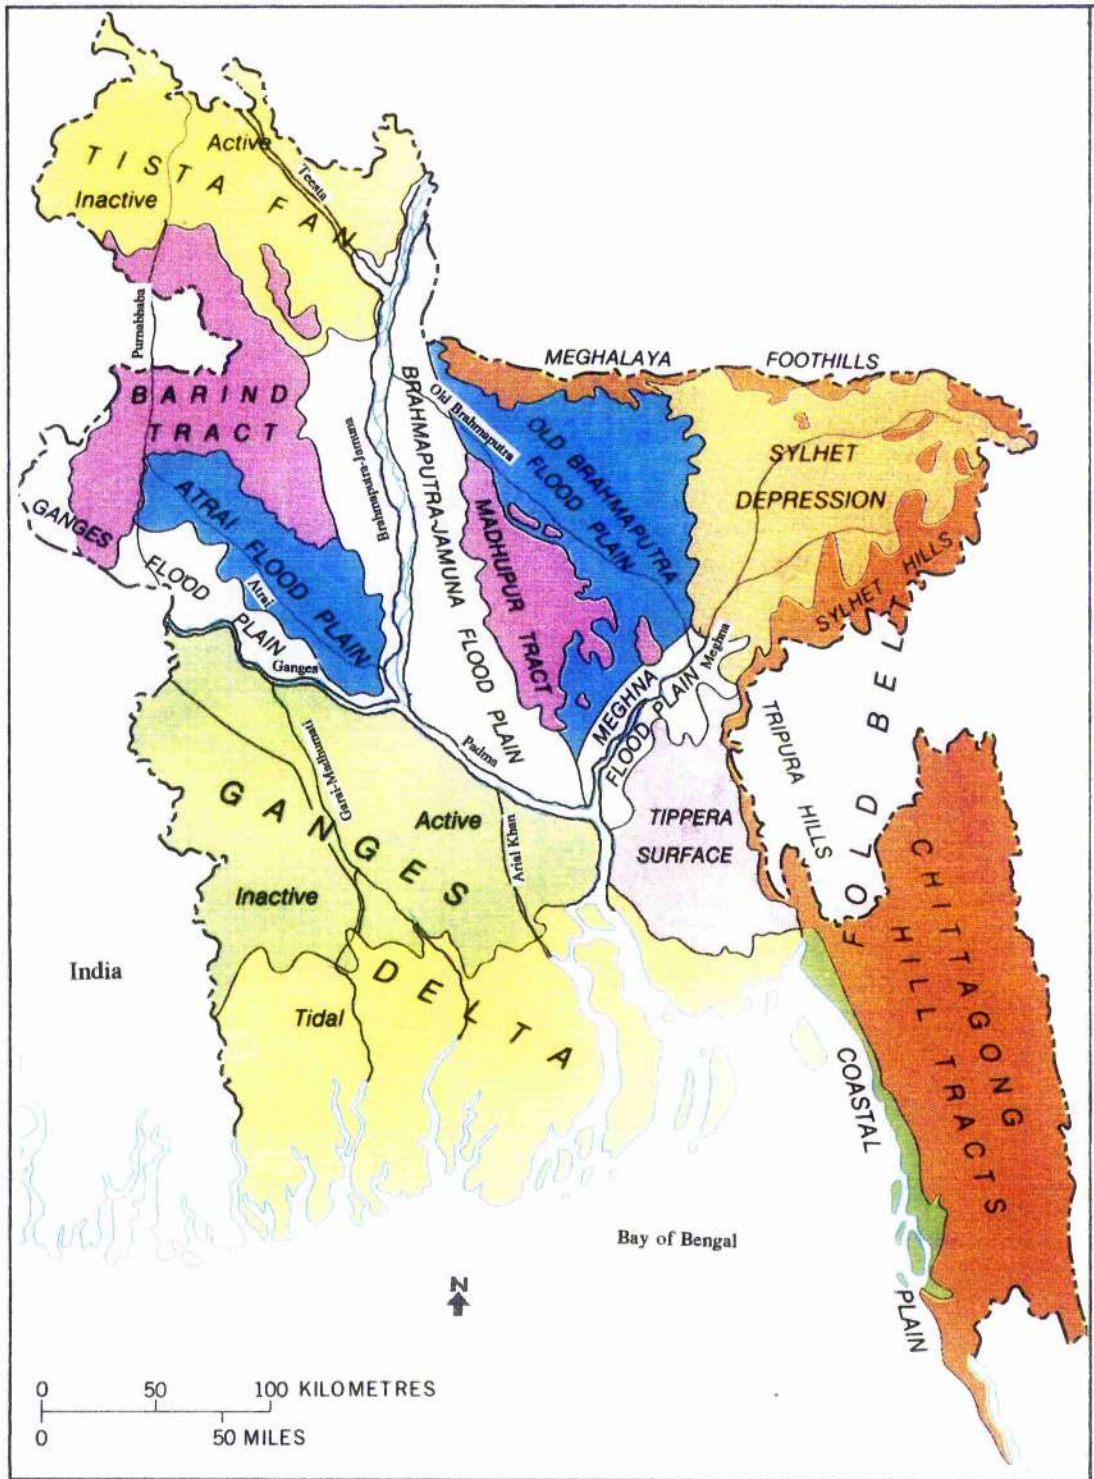 Active
TISTA FAN
Teesta
Inactive
Purnabhaba
MEGHALAYA FOOTHILLS
BARIND
TRACT
Old Brahmaputra
OLD BRAHMAPUTRA
FLOOD PLAIN
SYLHET
DEPRESSION
Brahmaputra-Jamuna
BRAHMAPUTRA-JAMUNA FLOOD PLAIN
GANGES
FLOOD
PLAIN
ATRAI
FLOOD PLAIN
Atrai
MADHUPUR TRACT
SYLHET HILLS
Ganges
MEGHNA
FLOOD PLAIN
Meghna
FOLD BELT
TRIPURA HILLS
Padma
Garai-Madhumati
GANGES
Active
Arial Khan
TIPPERA
SURFACE
Inactive
CHITTAGONG
HILL TRACTS
India
DELTA
Tidal
COASTAL
PLAIN
Bay of Bengal
N
0 50 100 KILOMETRES
0 50 MILES